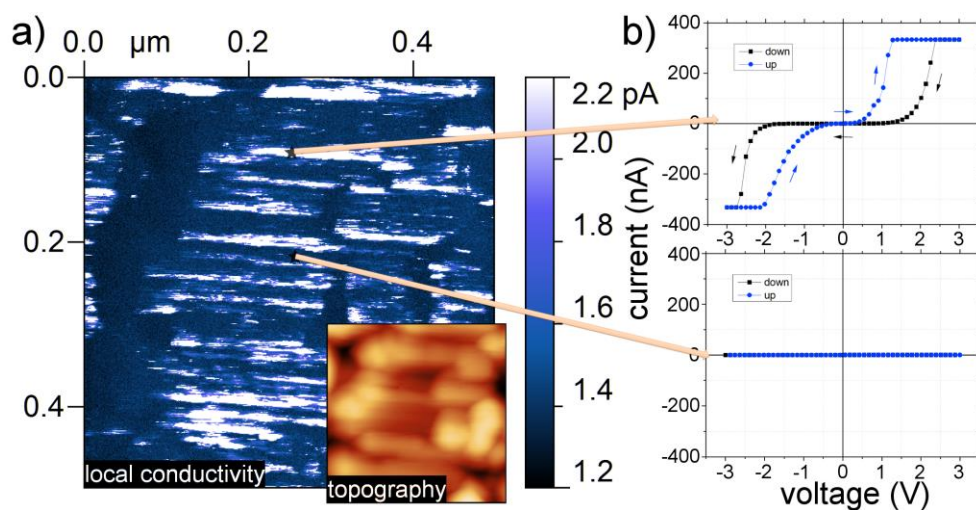 a)
0.0 μm 0.2 0.4
0.0
0.2
0.4
local conductivity
topography
2.2 pA
2.0
1.8
1.6
1.4
1.2
b)
current (nA)
400
200
0
-200
-400
down
up
-3 -2 -1 0 1 2 3
400
200
0
-200
-400
down
up
-3 -2 -1 0 1 2 3
voltage (V)